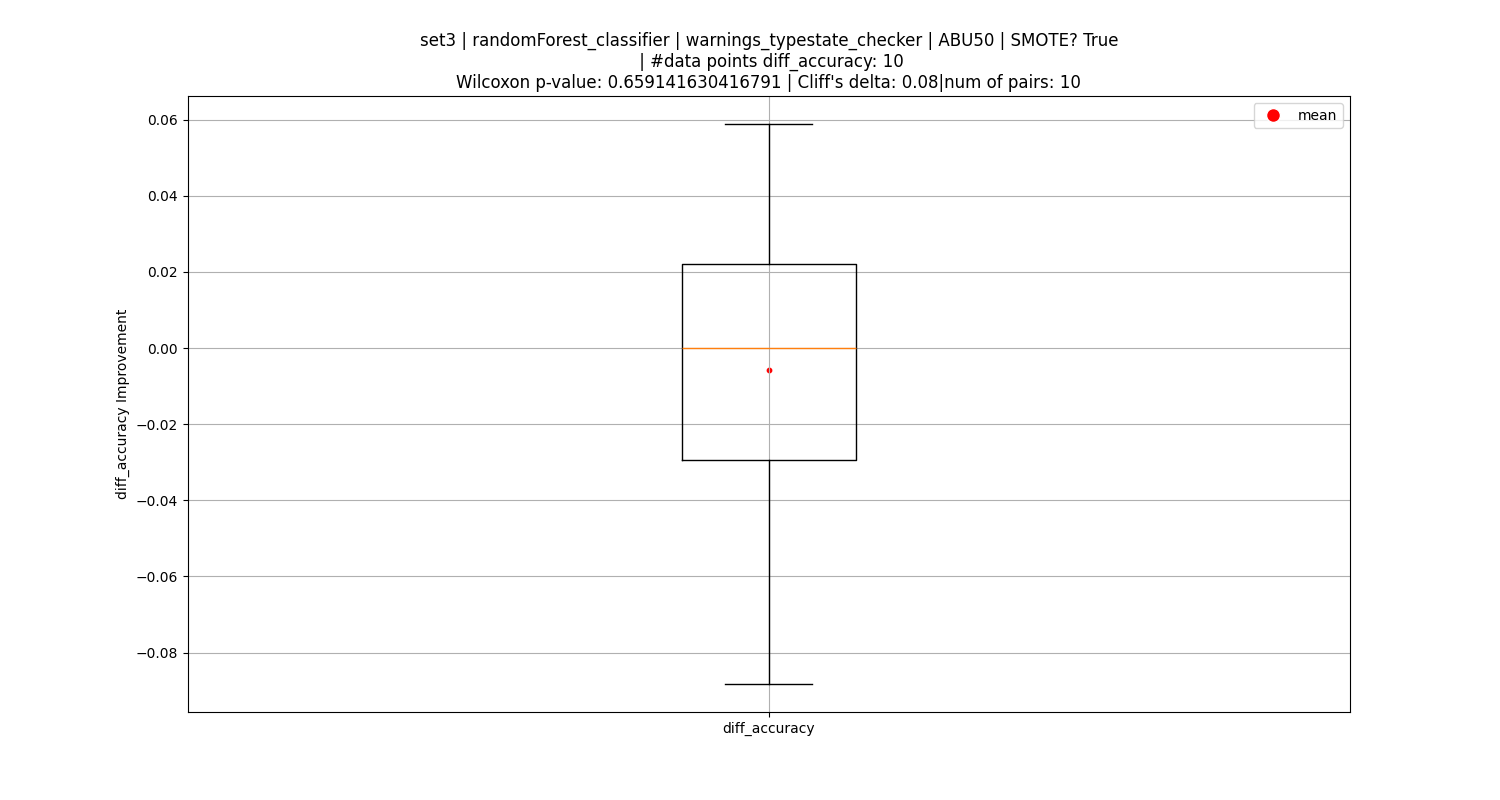 set3 | randomForest_classifier | warnings_typestate_checker | ABU50 | SMOTE? True
| #data points diff_accuracy: 10
Wilcoxon p-value: 0.659141630416791 | Cliff's delta: 0.08|num of pairs: 10
mean
0.06
0.04
0.02
0.00
−0.02
−0.04
−0.06
−0.08
diff_accuracy Improvement
diff_accuracy